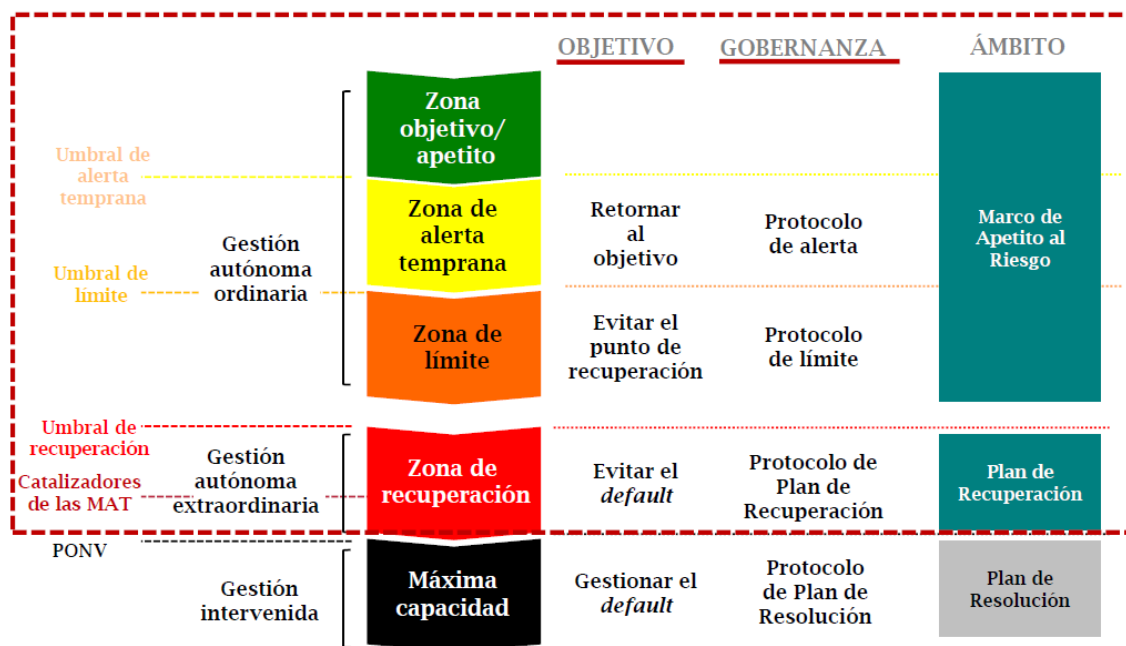 OBJETIVO
GOBERNANZA
ÁMBITO
Zona
objetivo/
apetito
Umbral de
alerta
temprana
Zona de
alerta
temprana
Retornar
al
objetivo
Protocolo
de alerta
Marco de
Apetito al
Riesgo
Gestión
autónoma
ordinaria
Umbral de
límite
Zona de
límite
Evitar el
punto de
recuperación
Protocolo
de límite
Umbral de
recuperación
Catalizadores
de las MAT
Gestión
autónoma
extraordinaria
Zona de
recuperación
Evitar el
default
Protocolo de
Plan de
Recuperación
Plan de
Recuperación
PONV
Gestión
intervenida
Máxima
capacidad
Gestionar el
default
Protocolo
de Plan de
Resolución
Plan de
Resolución